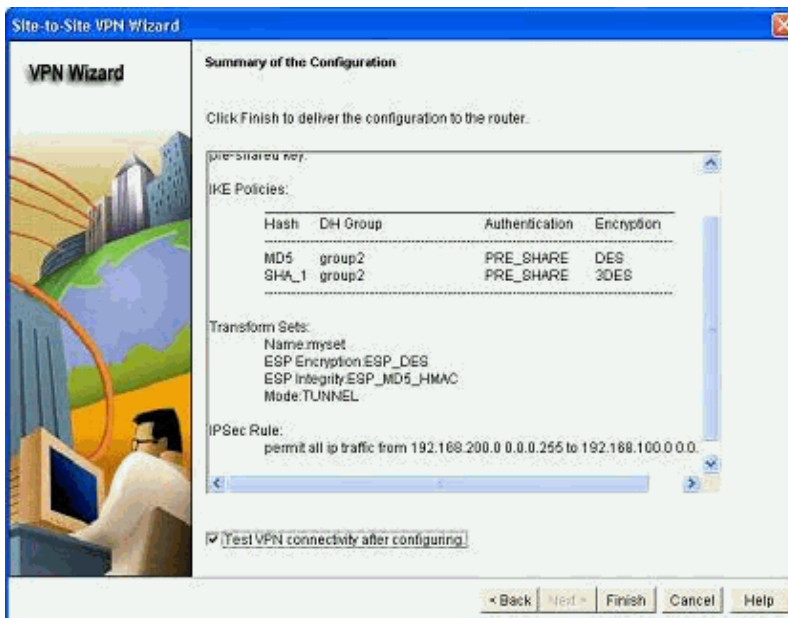 Site-to-Site VPN Wizard
VPN Wizard
Summary of the Configuration
Click Finish to deliver the configuration to the router.
pre-shared key.
IKE Policies:
Hash DH Group Authentication Encryption
MD5 group2 PRE_SHARE DES
SHA_1 group2 PRE_SHARE 3DES
Transform Sets:
Name:myset
ESP Encryption:ESP_DES
ESP Integrity:ESP_MD5_HMAC
Mode:TUNNEL
IPSec Rule:
permit all ip traffic from 192.168.200.0 0.0.0.255 to 192.168.100.0 0.0.
Test VPN connectivity after configuring.
< Back Next > Finish Cancel Help